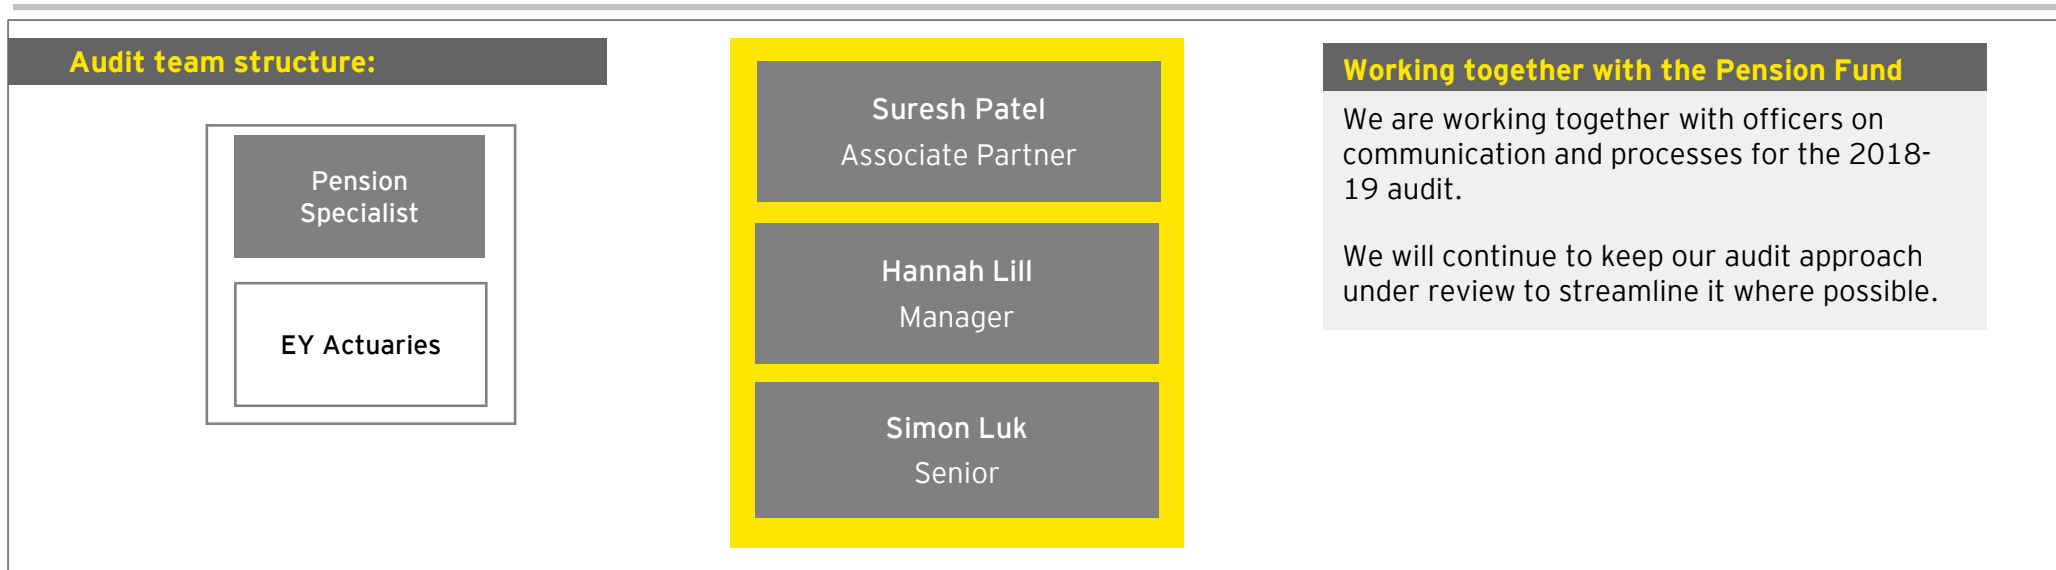 Audit team structure:
Pension
Specialist
EY Actuaries
Suresh Patel
Associate Partner
Hannah Lill
Manager
Simon Luk
Senior
Working together with the Pension Fund
We are working together with officers on
communication and processes for the 2018-
19 audit.
We will continue to keep our audit approach
under review to streamline it where possible.